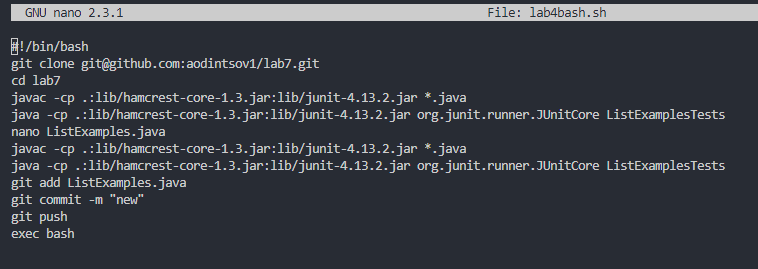 GNU nano 2.3.1 File: lab4bash.sh
#!/bin/bash
git clone git@github.com:aodintsov1/lab7.git
cd lab7
javac -cp .:lib/hamcrest-core-1.3.jar:lib/junit-4.13.2.jar *.java
java -cp .:lib/hamcrest-core-1.3.jar:lib/junit-4.13.2.jar org.junit.runner.JUnitCore ListExamplesTests
nano ListExamples.java
javac -cp .:lib/hamcrest-core-1.3.jar:lib/junit-4.13.2.jar *.java
java -cp .:lib/hamcrest-core-1.3.jar:lib/junit-4.13.2.jar org.junit.runner.JUnitCore ListExamplesTests
git add ListExamples.java
git commit -m "new"
git push
exec bash